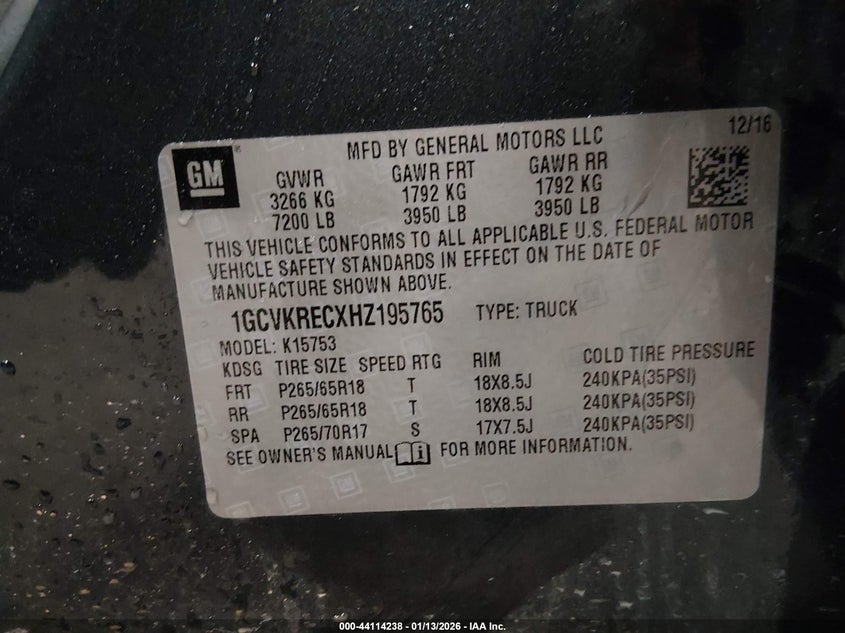 12/16
MFD BY GENERAL MOTORS LLC
GM
GVWR GAWR FRT GAWR RR
3266 KG 1792 KG 1792 KG
7200 LB 3950 LB 3950 LB
THIS VEHICLE CONFORMS TO ALL APPLICABLE U.S. FEDERAL MOTOR
VEHICLE SAFETY STANDARDS IN EFFECT ON THE DATE OF
MANUFACTURE SHOWN ABOVE.
1GCVKRECXHZ195765 TYPE: TRUCK
MODEL: K15753
KDSG TIRE SIZE SPEED RTG RIM COLD TIRE PRESSURE
FRT P265/65R18 T 18X8.5J 240KPA(35PSI)
RR P265/65R18 T 18X8.5J 240KPA(35PSI)
SPA P265/70R17 S 17X7.5J 240KPA(35PSI)
SEE OWNER'S MANUAL i FOR MORE INFORMATION.
000-44114238 - 01/13/2026 - IAA Inc.